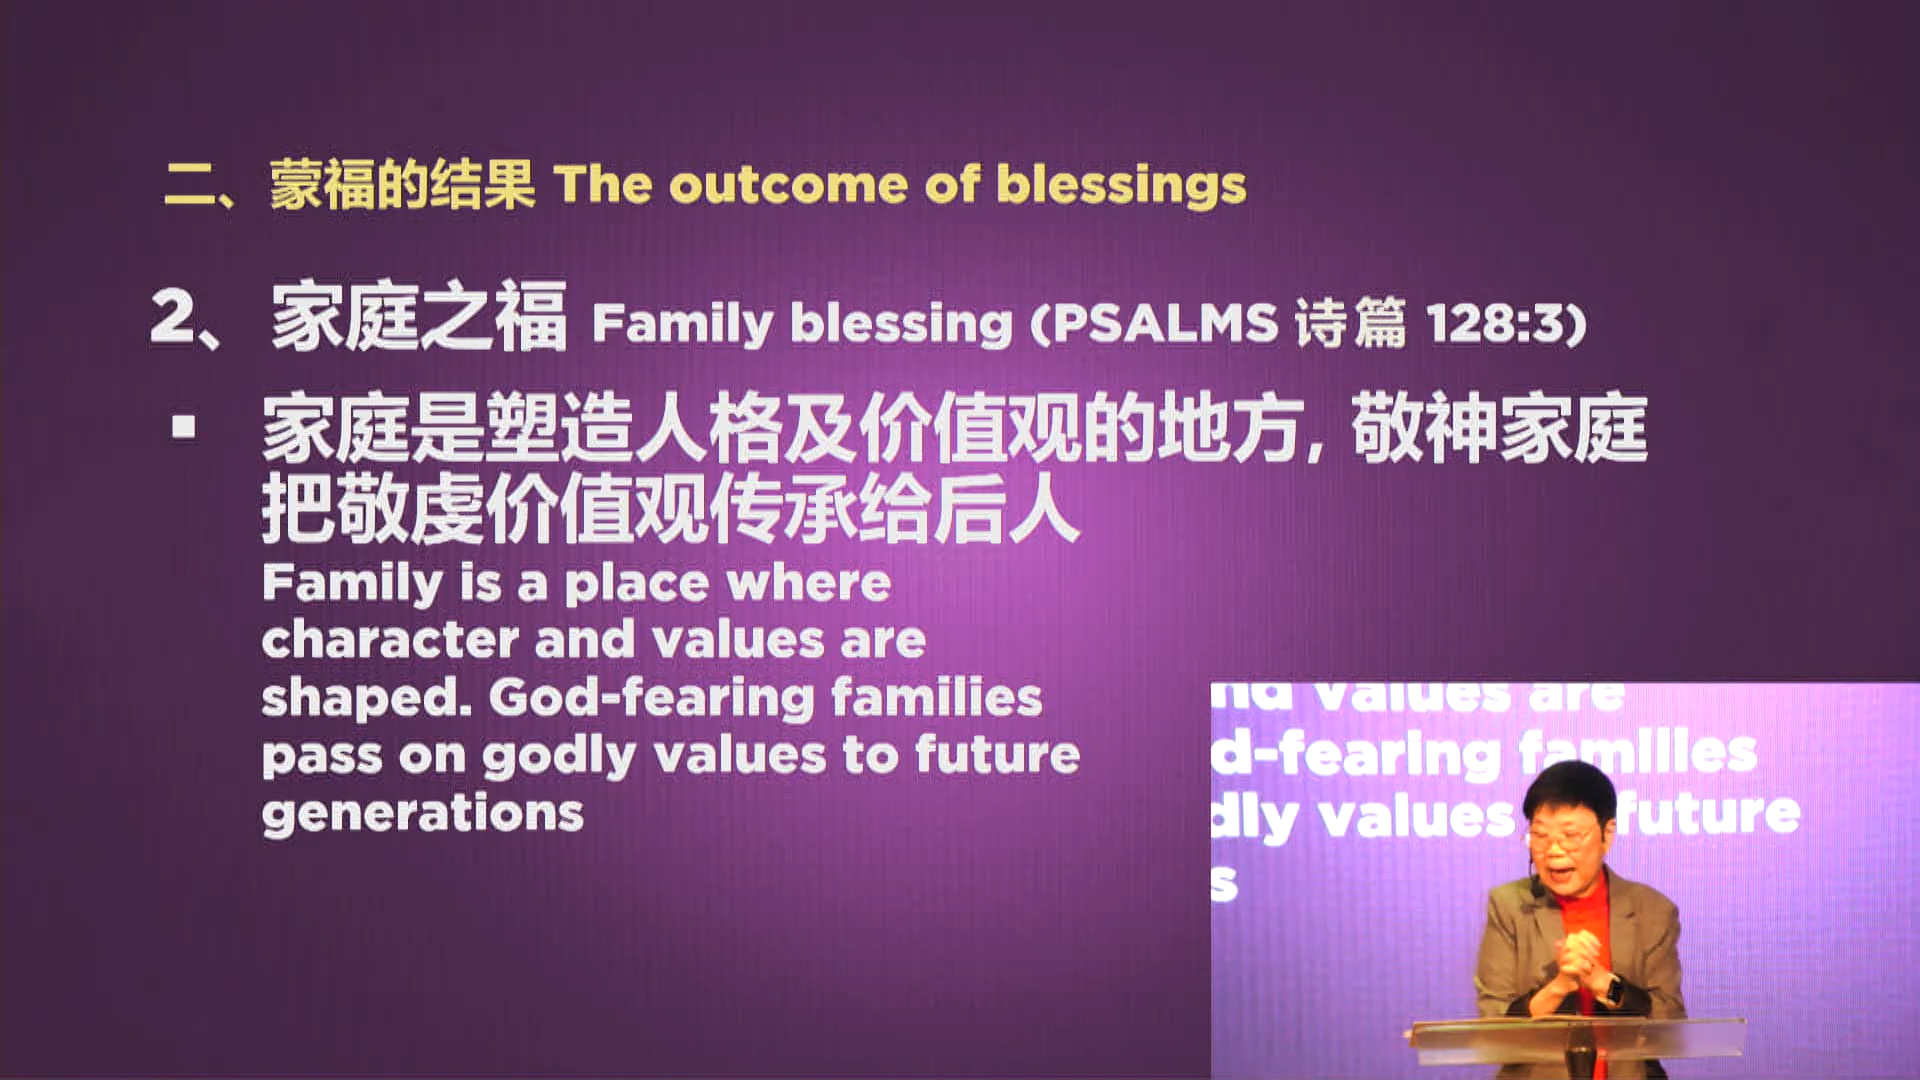 二、蒙福的结果 The outcome of blessings
2、家庭之福 Family blessing (PSALMS 诗篇 128:3)
▪ 家庭是塑造人格及价值观的地方, 敬神家庭
把敬虔价值观传承给后人
Family is a place where
character and values are
shaped. God-fearing families
pass on godly values to future
generations
nd values are
d-fearing families
dly values future
s